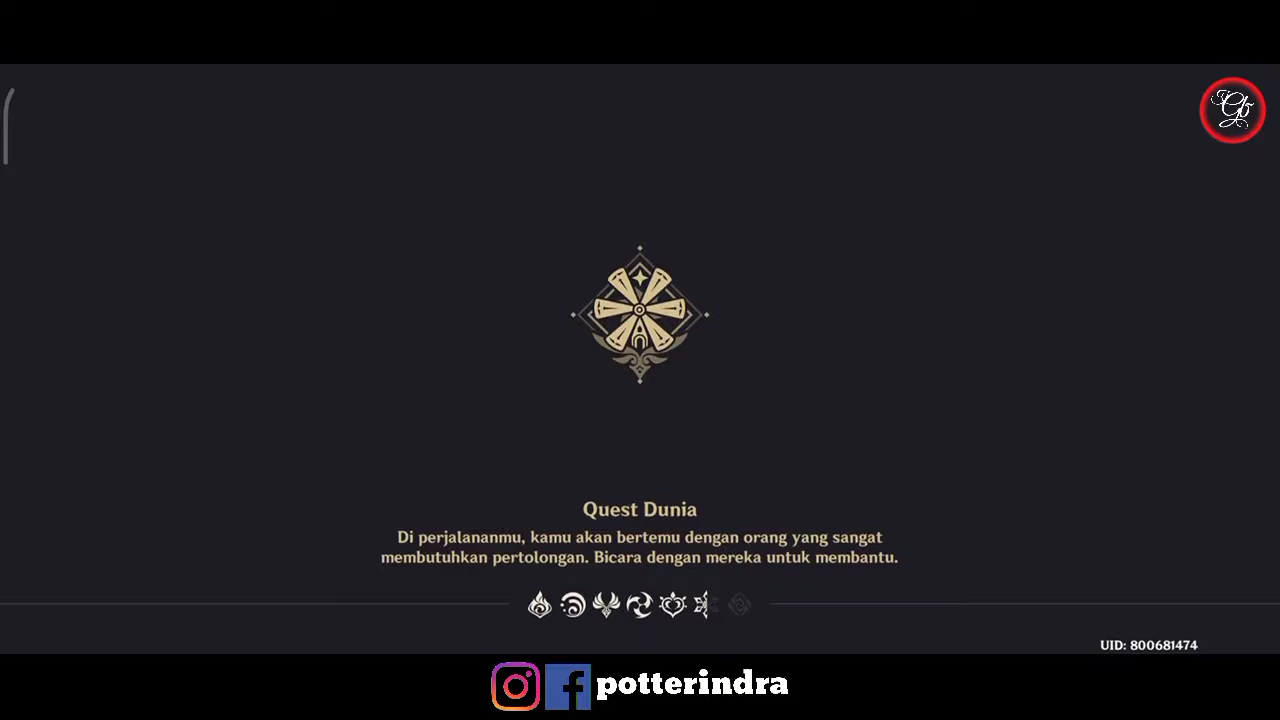 Gf
Quest Dunia
Di perjalananmu, kamu akan bertemu dengan orang yang sangat
membutuhkan pertolongan. Bicara dengan mereka untuk membantu.
UID: 800681474
potterindra